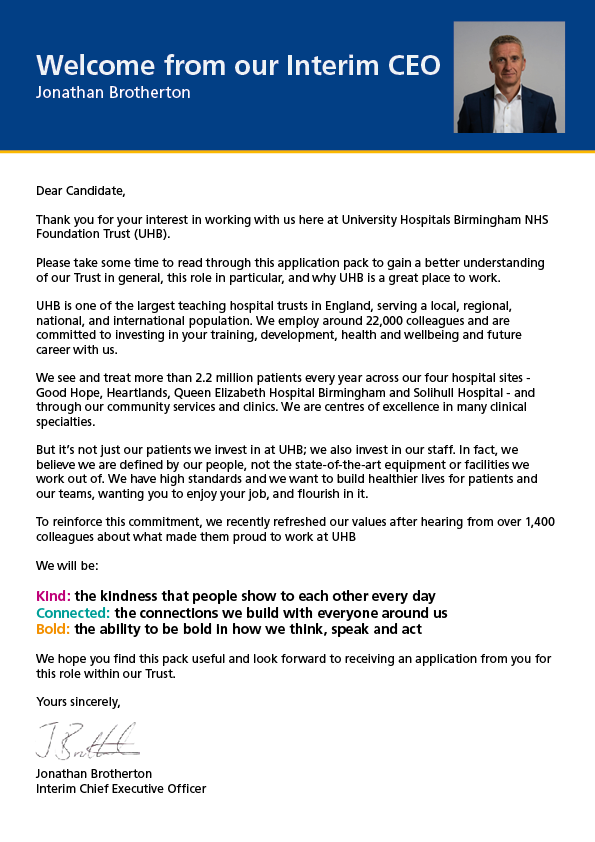 Welcome from our Interim CEO
Jonathan Brotherton
Dear Candidate,
Thank you for your interest in working with us here at University Hospitals Birmingham NHS
Foundation Trust (UHB).
Please take some time to read through this application pack to gain a better understanding
of our Trust in general, this role in particular, and why UHB is a great place to work.
UHB is one of the largest teaching hospital trusts in England, serving a local, regional,
national, and international population. We employ around 22,000 colleagues and are
committed to investing in your training, development, health and wellbeing and future
career with us.
We see and treat more than 2.2 million patients every year across our four hospital sites -
Good Hope, Heartlands, Queen Elizabeth Hospital Birmingham and Solihull Hospital - and
through our community services and clinics. We are centres of excellence in many clinical
specialties.
But it’s not just our patients we invest in at UHB; we also invest in our staff. In fact, we
believe we are defined by our people, not the state-of-the-art equipment or facilities we
work out of. We have high standards and we want to build healthier lives for patients and
our teams, wanting you to enjoy your job, and flourish in it.
To reinforce this commitment, we recently refreshed our values after hearing from over 1,400
colleagues about what made them proud to work at UHB
We will be:
Kind: the kindness that people show to each other every day
Connected: the connections we build with everyone around us
Bold: the ability to be bold in how we think, speak and act
We hope you find this pack useful and look forward to receiving an application from you for
this role within our Trust.
Yours sincerely,
Jonathan Brotherton
Interim Chief Executive Officer